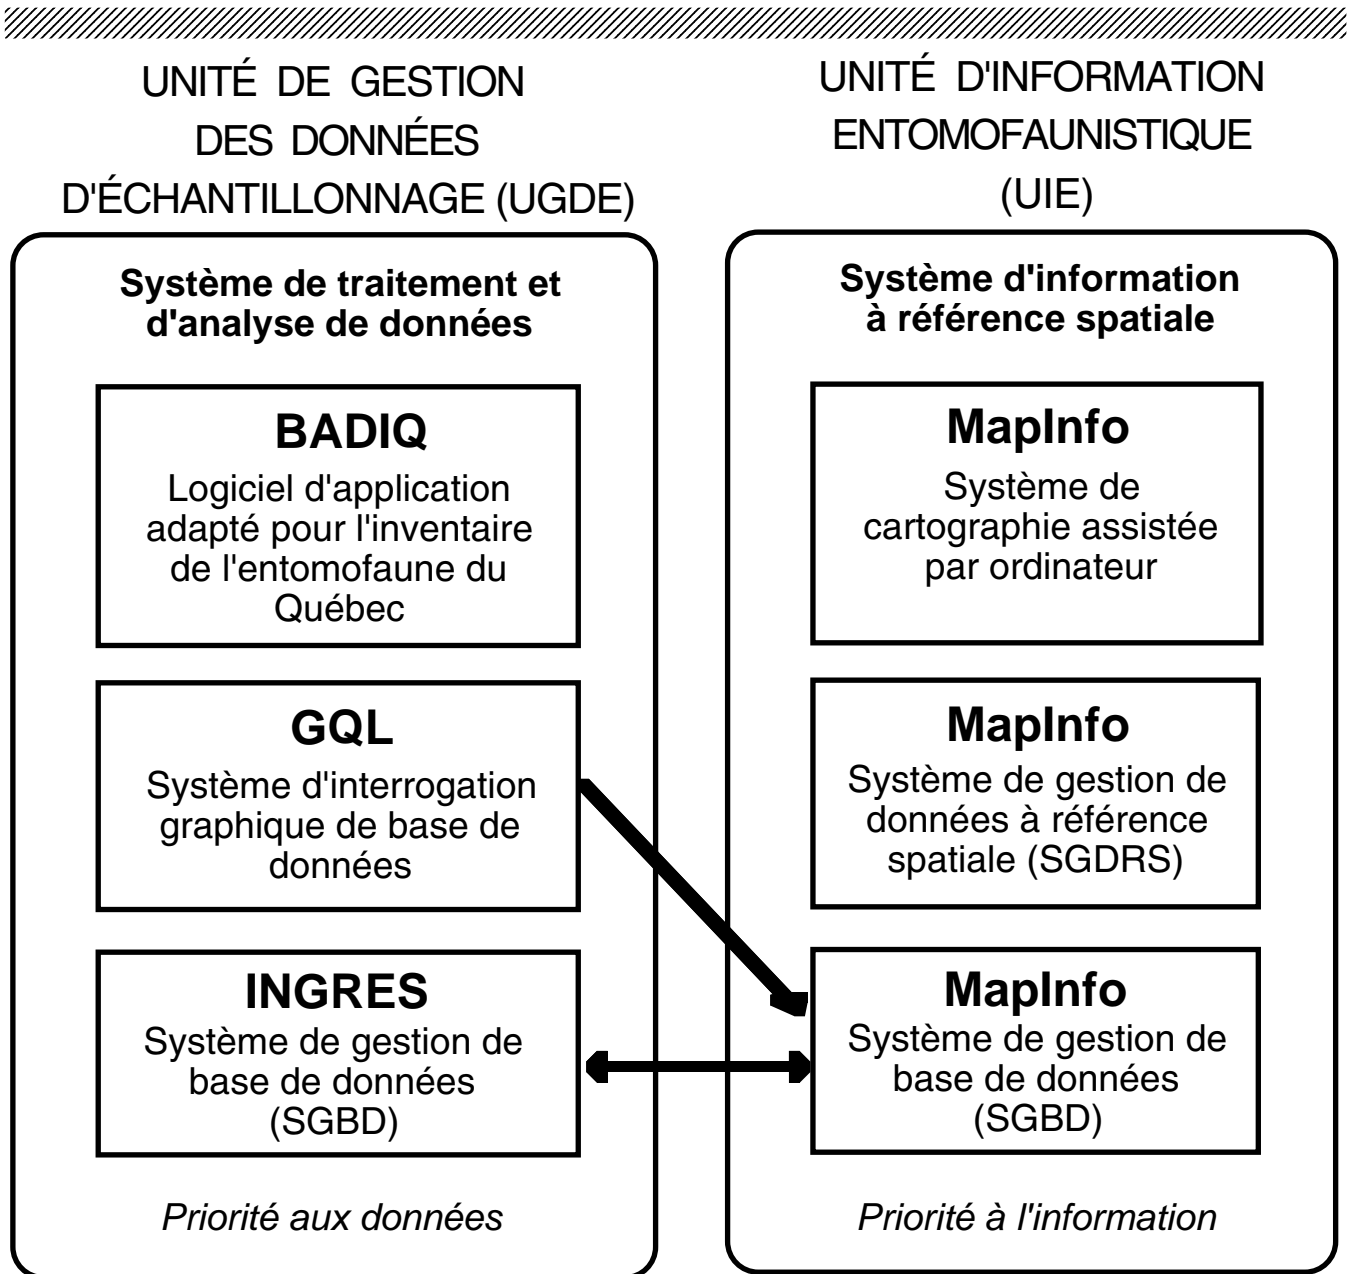 UNITÉ DE GESTION
DES DONNÉES
D'ÉCHANTILLONNAGE (UGDE)
Système de traitement et
d'analyse de données
BADIQ
Logiciel d'application
adapté pour l'inventaire
de l'entomofaune du
Québec
GQL
Système d'interrogation
graphique de base de
données
INGRES
Système de gestion de
base de données
(SGBD)
Priorité aux données
UNITÉ D'INFORMATION
ENTOMOFAUNISTIQUE
(UIE)
Système d'information
à référence spatiale
MapInfo
Système de
cartographie assistée
par ordinateur
MapInfo
Système de gestion de
données à référence
spatiale (SGDRS)
MapInfo
Système de gestion de
base de données
(SGBD)
Priorité à l'information